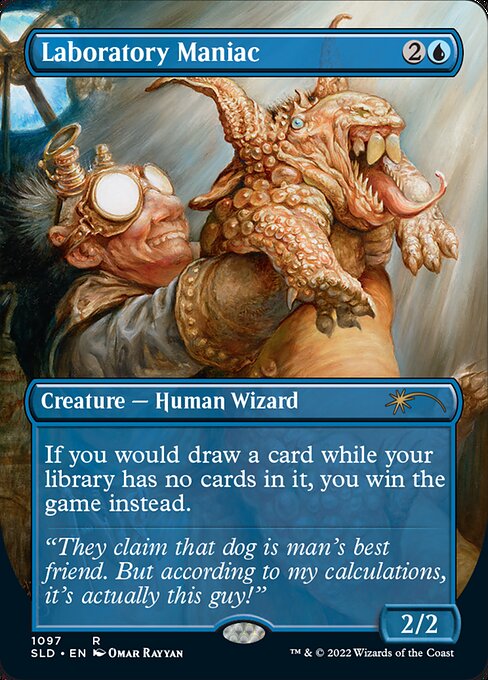 Laboratory Maniac 2
Creature — Human Wizard
If you would draw a card while your
library has no cards in it, you win the
game instead.
“They claim that dog is man’s best
friend. But according to my calculations,
it’s actually this guy!”
2/2
1097 R
SLD • EN Omar Rayyan
™ & © 2022 Wizards of the Coast